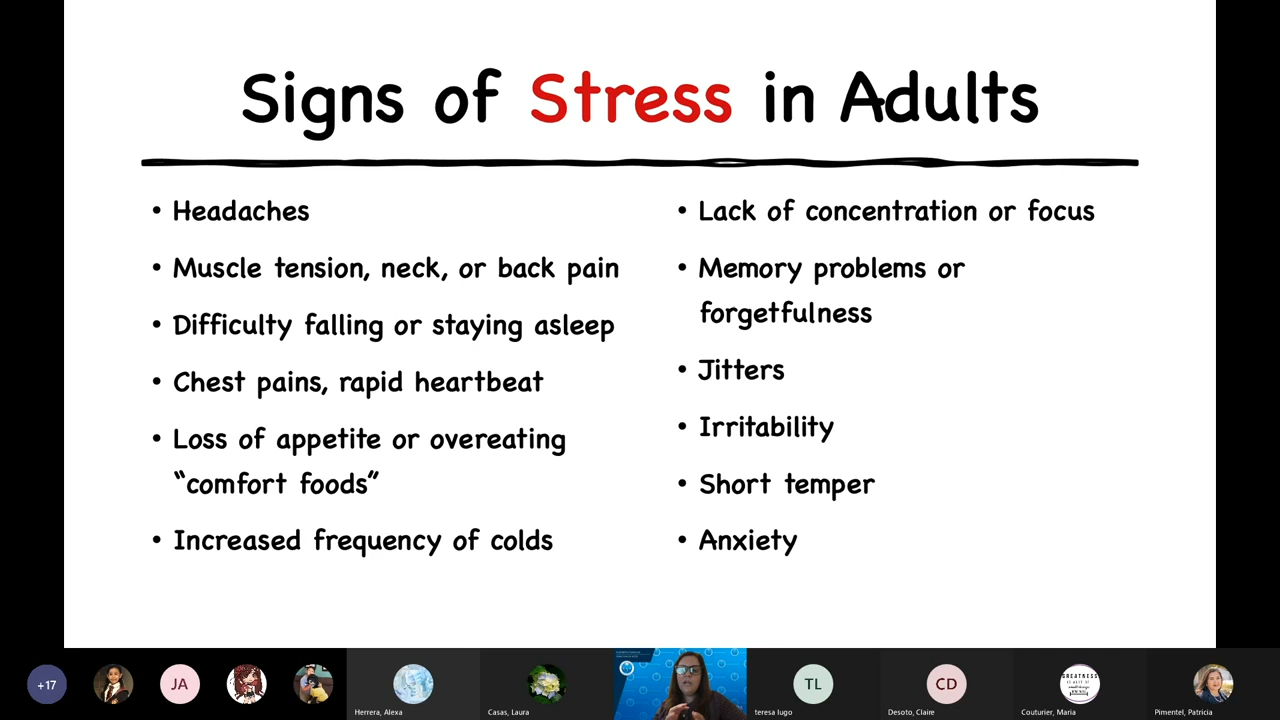 Signs of Stress in Adults
• Headaches
• Muscle tension, neck, or back pain
• Difficulty falling or staying asleep
• Chest pains, rapid heartbeat
• Loss of appetite or overeating
“comfort foods”
• Increased frequency of colds
• Lack of concentration or focus
• Memory problems or
forgetfulness
• Jitters
• Irritability
• Short temper
• Anxiety
+17
JA
Herrera, Alexa
Casas, Laura
TL
teresa lugo
CD
Desoto, Claire
GREATNESS
Couturier, Maria
Pimentel, Patricia